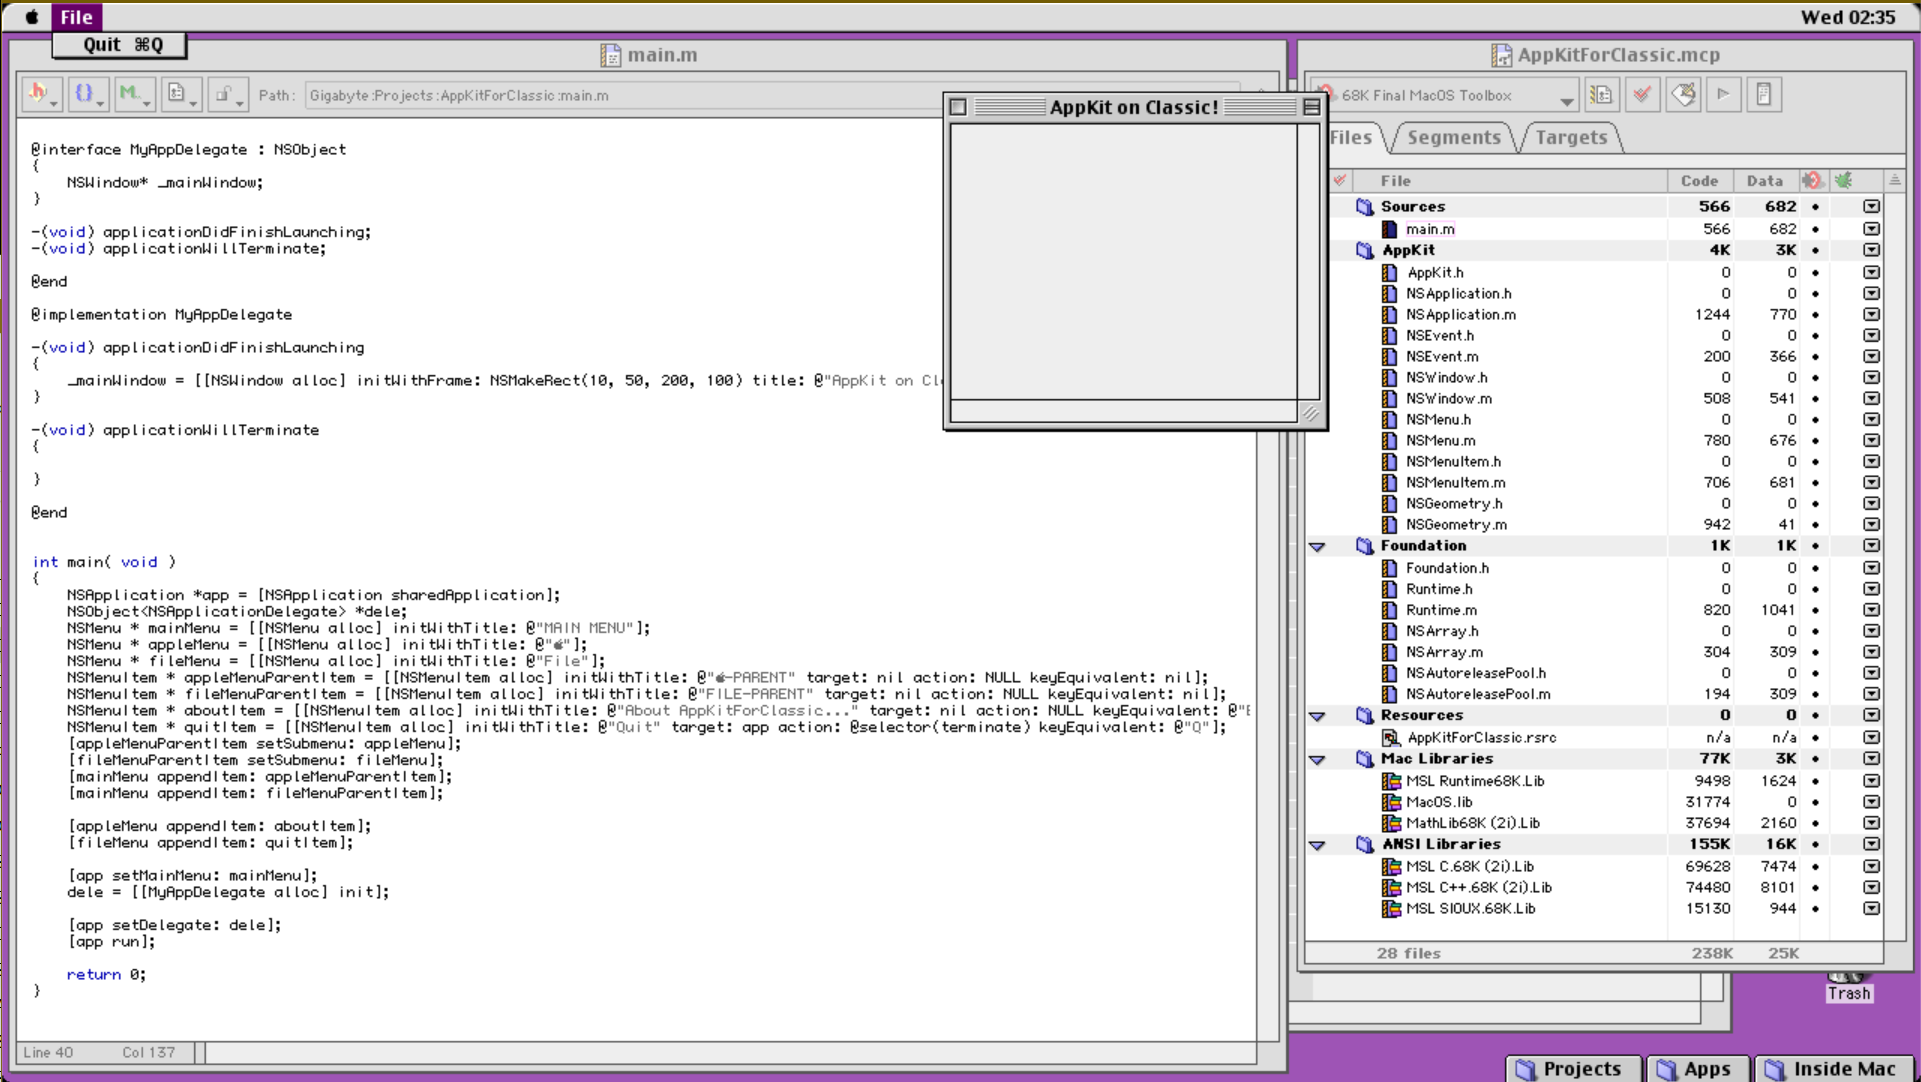 File
Wed 02:35
Quit ⌘Q
main.m
Path: Gigabyte:Projects:AppKitForClassic:main.m
@interface MyAppDelegate : NSObject
{
NSWindow* _mainWindow;
}
-(void) applicationDidFinishLaunching;
-(void) applicationWillTerminate;
@end
@implementation MyAppDelegate
-(void) applicationDidFinishLaunching
{
_mainWindow = [[NSWindow alloc] initWithFrame: NSMakeRect(10, 50, 200, 100) title: @"AppKit on Cl
}
-(void) applicationWillTerminate
{
}
@end
int main( void )
{
NSApplication *app = [NSApplication sharedApplication];
NSObject<NSApplicationDelegate> *dele;
NSMenu * mainMenu = [[NSMenu alloc] initWithTitle: @"MAIN MENU"];
NSMenu * appleMenu = [[NSMenu alloc] initWithTitle: @""];
NSMenu * fileMenu = [[NSMenu alloc] initWithTitle: @"File"];
NSMenuItem * appleMenuParentItem = [[NSMenuItem alloc] initWithTitle: @"-PARENT" target: nil action: NULL keyEquivalent: nil];
NSMenuItem * fileMenuParentItem = [[NSMenuItem alloc] initWithTitle: @"FILE-PARENT" target: nil action: NULL keyEquivalent: nil];
NSMenuItem * aboutItem = [[NSMenuItem alloc] initWithTitle: @"About AppKitForClassic..." target: nil action: NULL keyEquivalent: @"
NSMenuItem * quitItem = [[NSMenuItem alloc] initWithTitle: @"Quit" target: app action: @selector(terminate) keyEquivalent: @"Q"];
[appleMenuParentItem setSubmenu: appleMenu];
[fileMenuParentItem setSubmenu: fileMenu];
[mainMenu appendItem: appleMenuParentItem];
[mainMenu appendItem: fileMenuParentItem];
[appleMenu appendItem: aboutItem];
[fileMenu appendItem: quitItem];
[app setMainMenu: mainMenu];
dele = [[MyAppDelegate alloc] init];
[app setDelegate: dele];
[app run];
return 0;
}
Line 40 Col 137
AppKit on Classic!
AppKitForClassic.mcp
68K Final MacOS Toolbox
Files Segments Targets
File Code Data
Sources 566 682 •
main.m 566 682 •
AppKit 4K 3K •
AppKit.h 0 0 •
NSApplication.h 0 0 •
NSApplication.m 1244 770 •
NSEvent.h 0 0 •
NSEvent.m 200 366 •
NSWindow.h 0 0 •
NSWindow.m 508 541 •
NSMenu.h 0 0 •
NSMenu.m 780 676 •
NSMenuItem.h 0 0 •
NSMenuItem.m 706 681 •
NSGeometry.h 0 0 •
NSGeometry.m 942 41 •
Foundation 1K 1K •
Foundation.h 0 0 •
Runtime.h 0 0 •
Runtime.m 820 1041 •
NSArray.h 0 0 •
NSArray.m 304 309 •
NSAutoreleasePool.h 0 0 •
NSAutoreleasePool.m 194 309 •
Resources 0 0 •
AppKitForClassic.rsrc n/a n/a •
Mac Libraries 77K 3K •
MSL Runtime68K.Lib 9498 1624 •
MacOS.lib 31774 0 •
MathLib68K (2i).Lib 37694 2160 •
ANSI Libraries 155K 16K •
MSL C.68K (2i).Lib 69628 7474 •
MSL C++.68K (2i).Lib 74480 8101 •
MSL SIOUX.68K.Lib 15130 944 •
28 files 238K 25K
Trash
Projects
Apps
Inside Mac